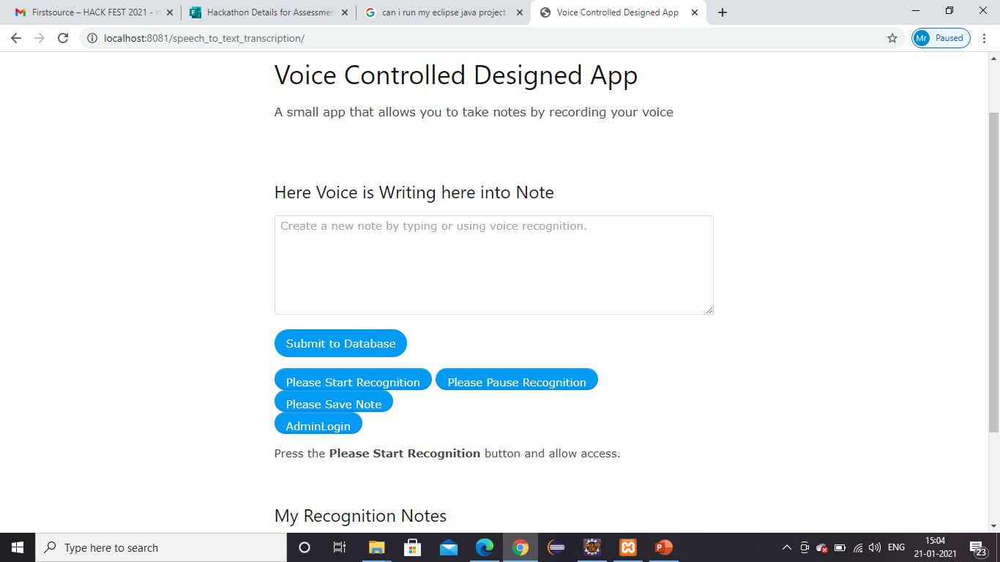 Firstsource – HACK FEST 2021 - n
Hackathon Details for Assessmen
can i run my eclipse java project i
Voice Controlled Designed App
localhost:8081/speech_to_text_transcription/
Mr Paused
Voice Controlled Designed App
A small app that allows you to take notes by recording your voice
Here Voice is Writing here into Note
Create a new note by typing or using voice recognition.
Submit to Database
Please Start Recognition Please Pause Recognition
Please Save Note
AdminLogin
Press the Please Start Recognition button and allow access.
My Recognition Notes
Type here to search
ENG
15:04
21-01-2021
23